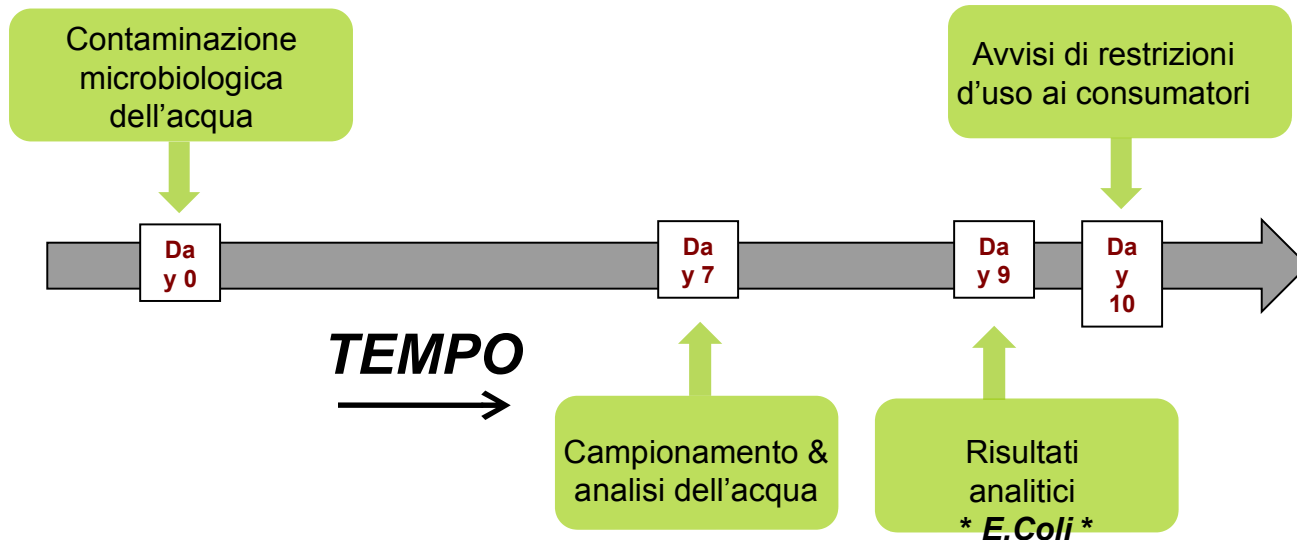 Contaminazione
microbiologica
dell'acqua
Avvisi di restrizioni
d'uso ai consumatori
Da
y 0
Da
y 7
Da
y 9
Da
y
10
TEMPO
Campionamento &
analisi dell'acqua
Risultati
analitici
* E.Coli *